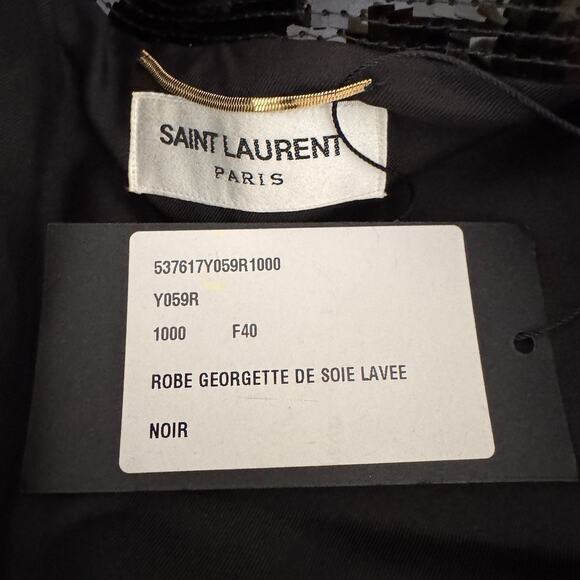 SAINT LAURENT
PARIS
537617Y059R1000
Y059R
1000 F40
ROBE GEORGETTE DE SOIE LAVEE
NOIR